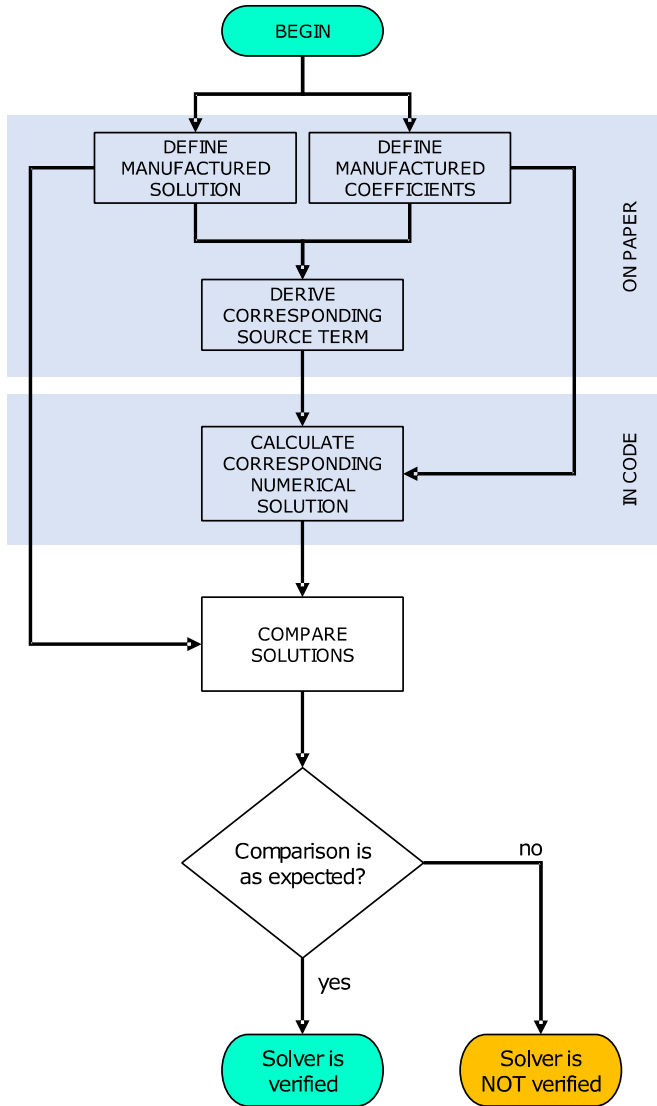 BEGIN
DEFINE
MANUFACTURED
SOLUTION
DEFINE
MANUFACTURED
COEFFICIENTS
ON PAPER
DERIVE
CORRESPONDING
SOURCE TERM
CALCULATE
CORRESPONDING
NUMERICAL
SOLUTION
IN CODE
COMPARE
SOLUTIONS
Comparison is
as expected?
no
yes
Solver is
verified
Solver is
NOT verified